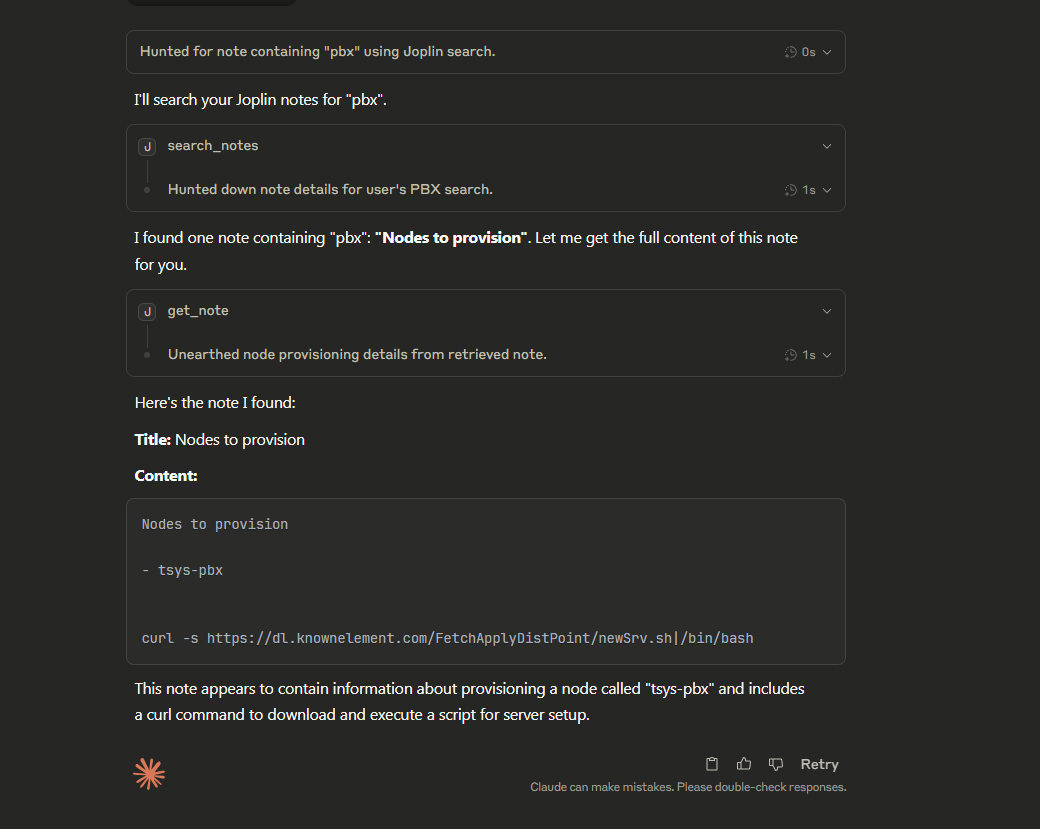 Hunted for note containing "pbx" using Joplin search.
0s
I'll search your Joplin notes for "pbx".
J search_notes
Hunted down note details for user's PBX search.
1s
I found one note containing "pbx": "Nodes to provision". Let me get the full content of this note
for you.
J get_note
Unearthed node provisioning details from retrieved note.
1s
Here's the note I found:
Title: Nodes to provision
Content:
Nodes to provision
- tsys-pbx
curl -s https://dl.knownelement.com/FetchApplyDistPoint/newSrv.sh|/bin/bash
This note appears to contain information about provisioning a node called "tsys-pbx" and includes
a curl command to download and execute a script for server setup.
Retry
Claude can make mistakes. Please double-check responses.